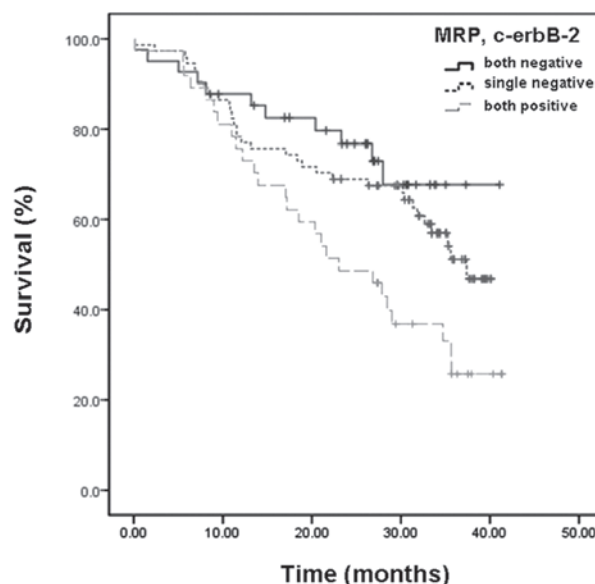 MRP, c-erbB-2
both negative
single negative
both positive
Survival (%)
100.0
80.0
60.0
40.0
20.0
0.0
0.00 10.00 20.00 30.00 40.00 50.00
Time (months)